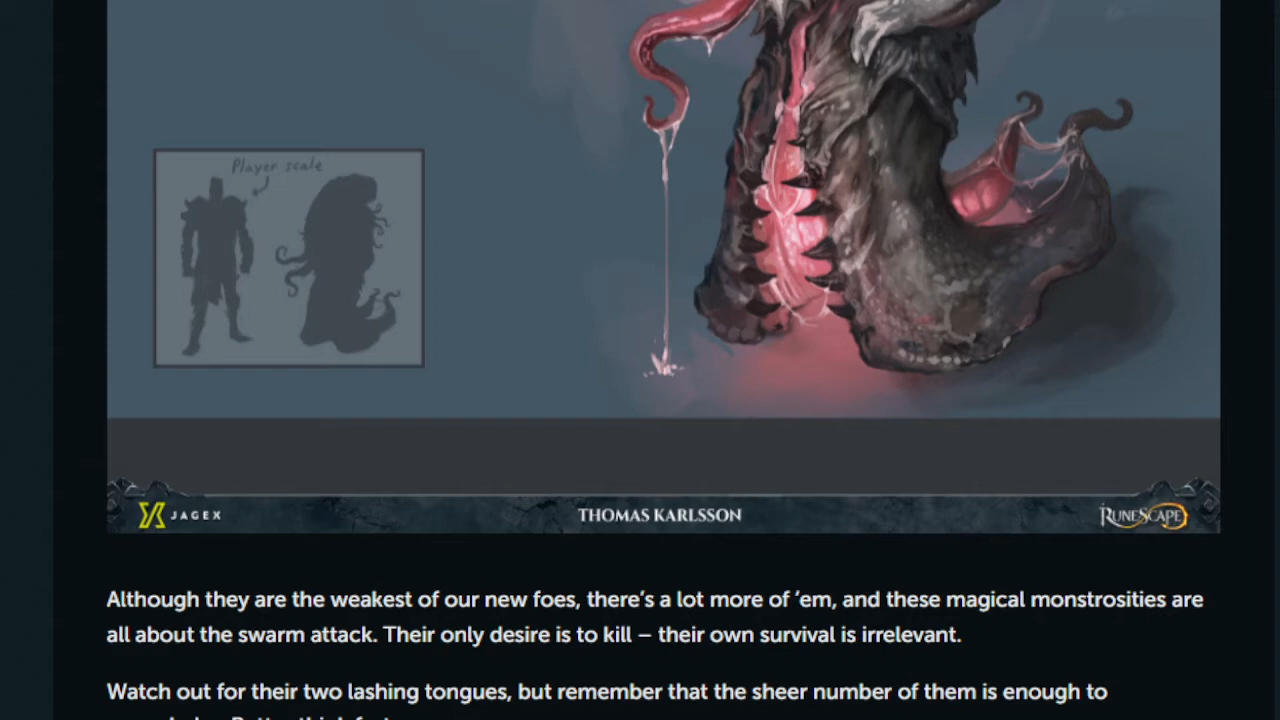 Player scale
JAGEX
THOMAS KARLSSON
RUNESCAPE
Although they are the weakest of our new foes, there's a lot more of 'em, and these magical monstrosities are
all about the swarm attack. Their only desire is to kill – their own survival is irrelevant.
Watch out for their two lashing tongues, but remember that the sheer number of them is enough to